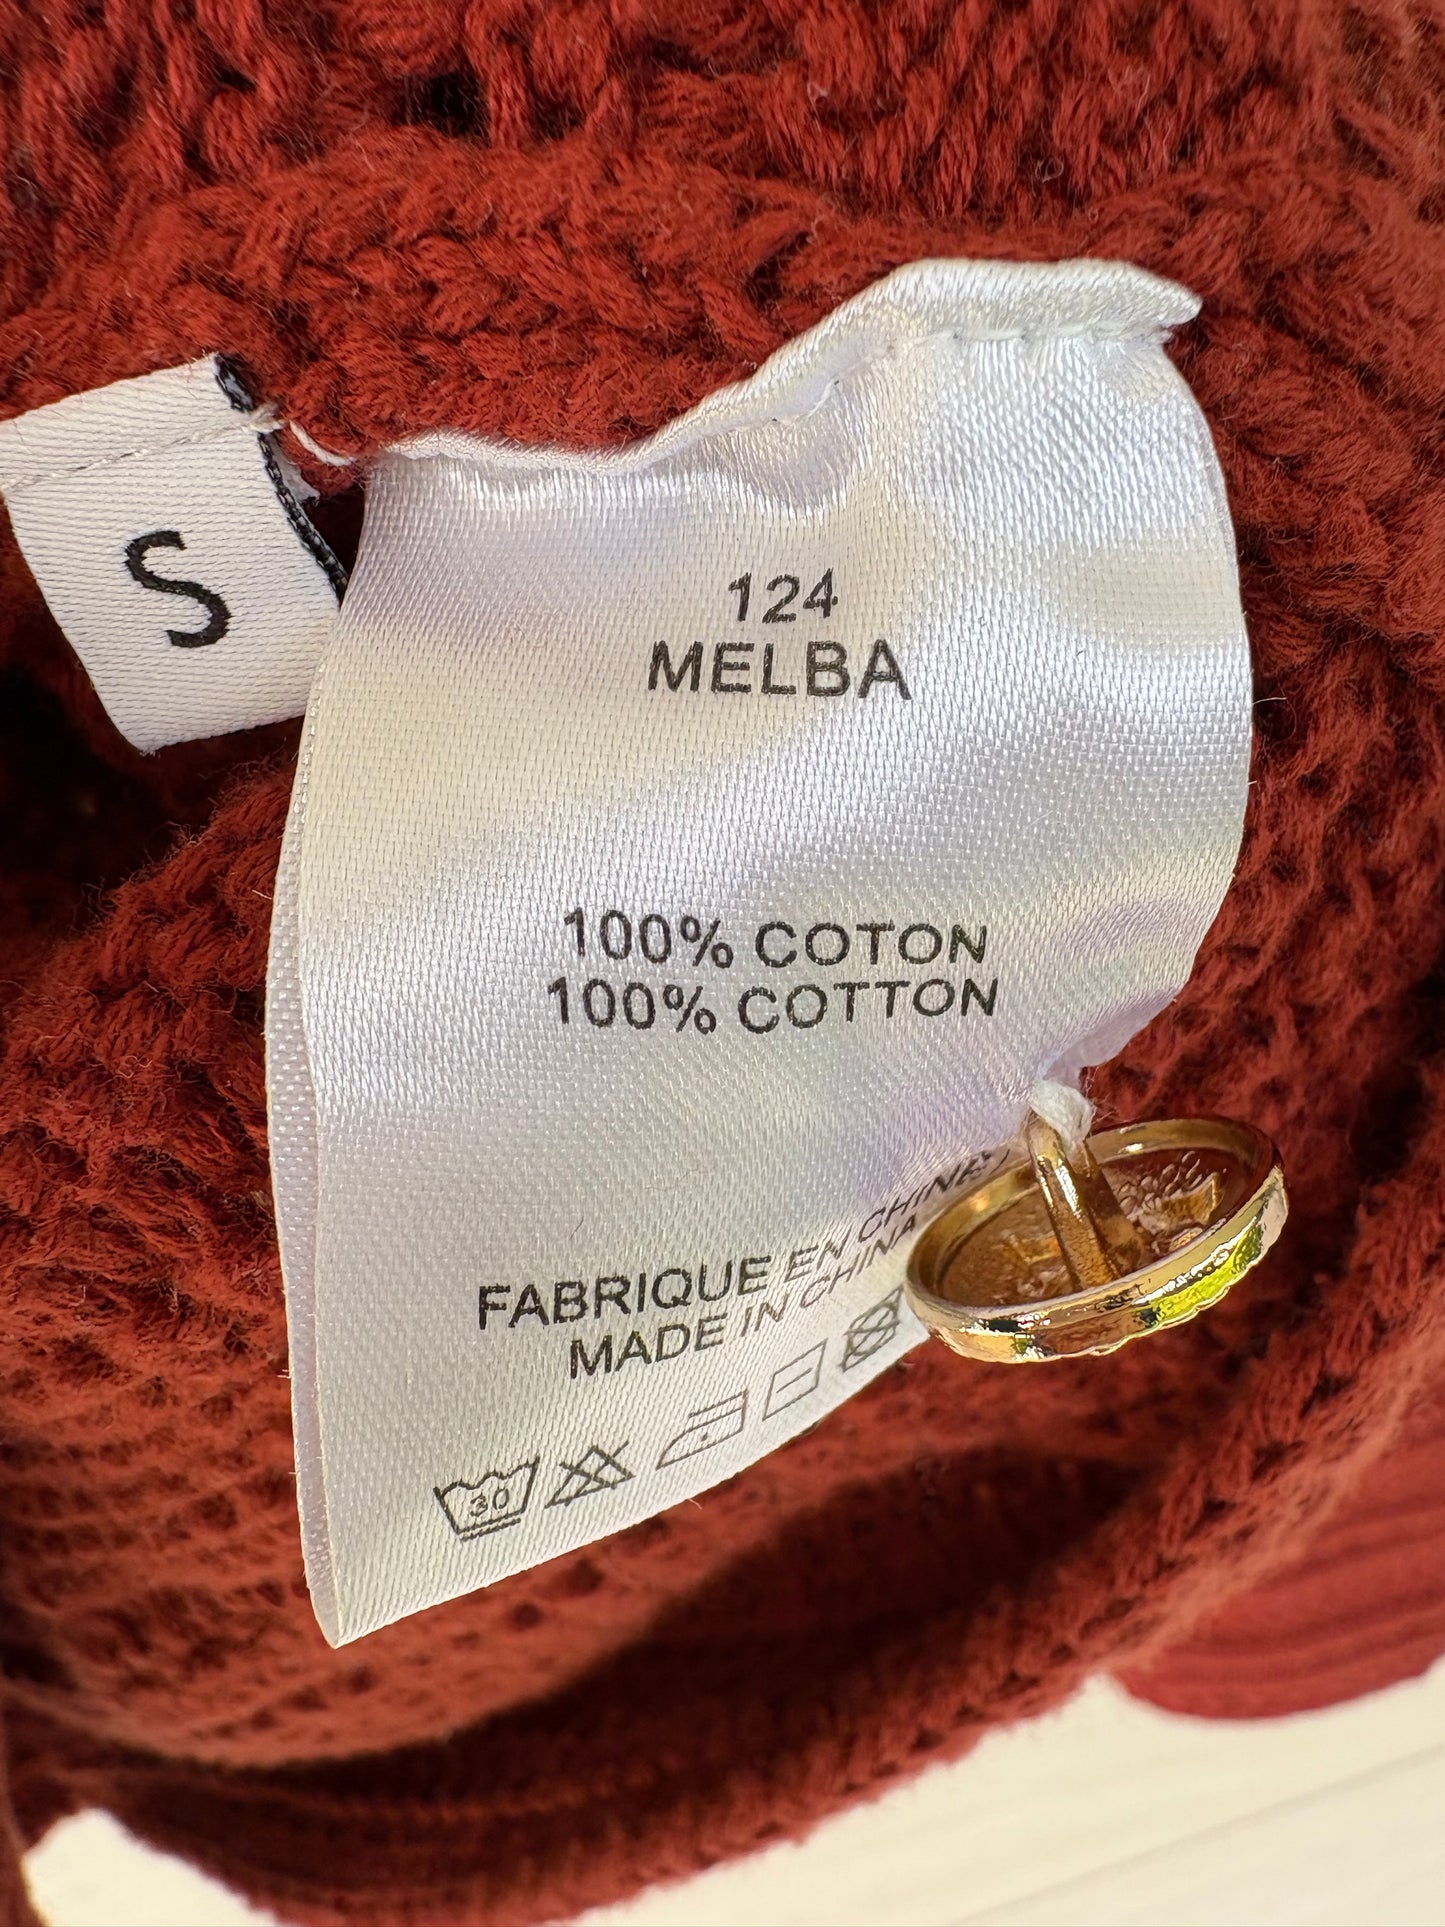 S
124
MELBA
100% COTON
100% COTTON
FABRIQUE EN CHINE
MADE IN CHINA
30